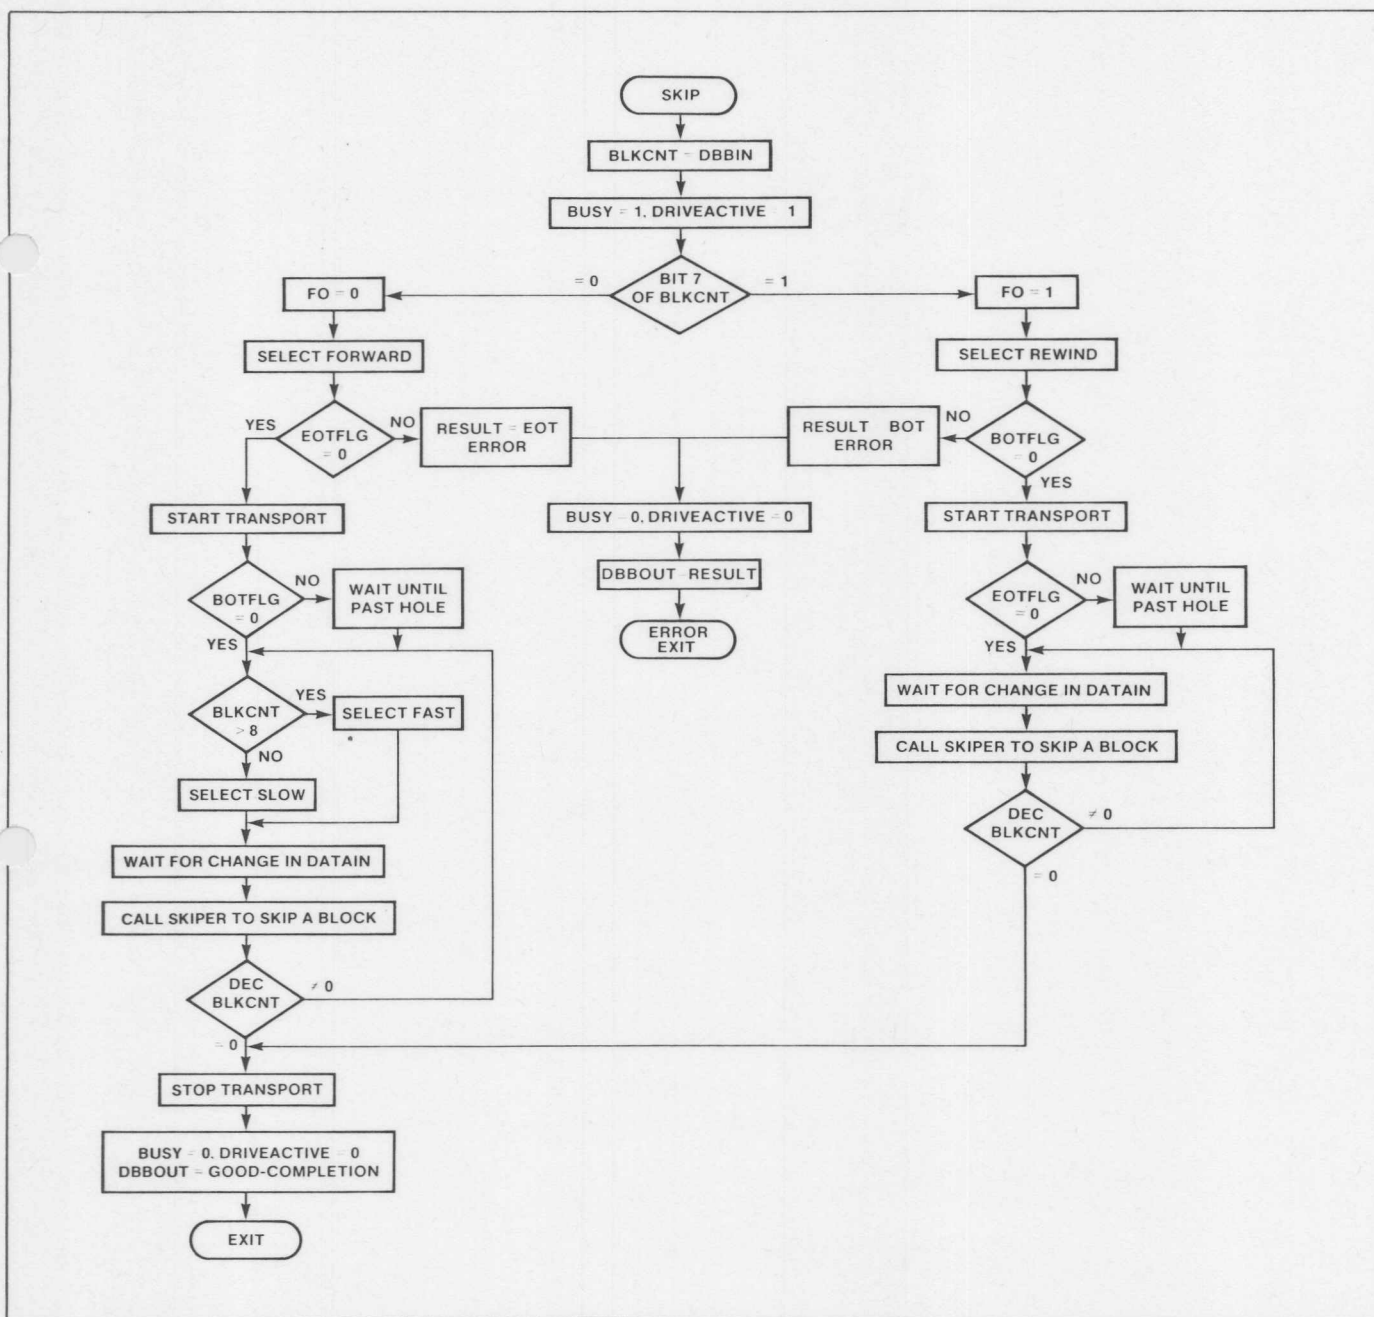 SKIP
BLKCNT = DBBIN
BUSY = 1, DRIVEACTIVE = 1
BIT 7
OF BLKCNT
= 0
= 1
FO = 0
SELECT FORWARD
EOTFLG
= 0
YES
NO
RESULT = EOT
ERROR
START TRANSPORT
BOTFLG
= 0
NO
WAIT UNTIL
PAST HOLE
YES
BLKCNT
> 8
YES
SELECT FAST
NO
SELECT SLOW
WAIT FOR CHANGE IN DATAIN
CALL SKIPER TO SKIP A BLOCK
DEC
BLKCNT
≠ 0
= 0
STOP TRANSPORT
BUSY = 0, DRIVEACTIVE = 0
DBBOUT = GOOD-COMPLETION
EXIT
BUSY = 0, DRIVEACTIVE = 0
DBBOUT = RESULT
ERROR
EXIT
FO = 1
SELECT REWIND
BOTFLG
= 0
NO
RESULT BOT
ERROR
YES
START TRANSPORT
EOTFLG
= 0
NO
WAIT UNTIL
PAST HOLE
YES
WAIT FOR CHANGE IN DATAIN
CALL SKIPER TO SKIP A BLOCK
DEC
BLKCNT
≠ 0
= 0